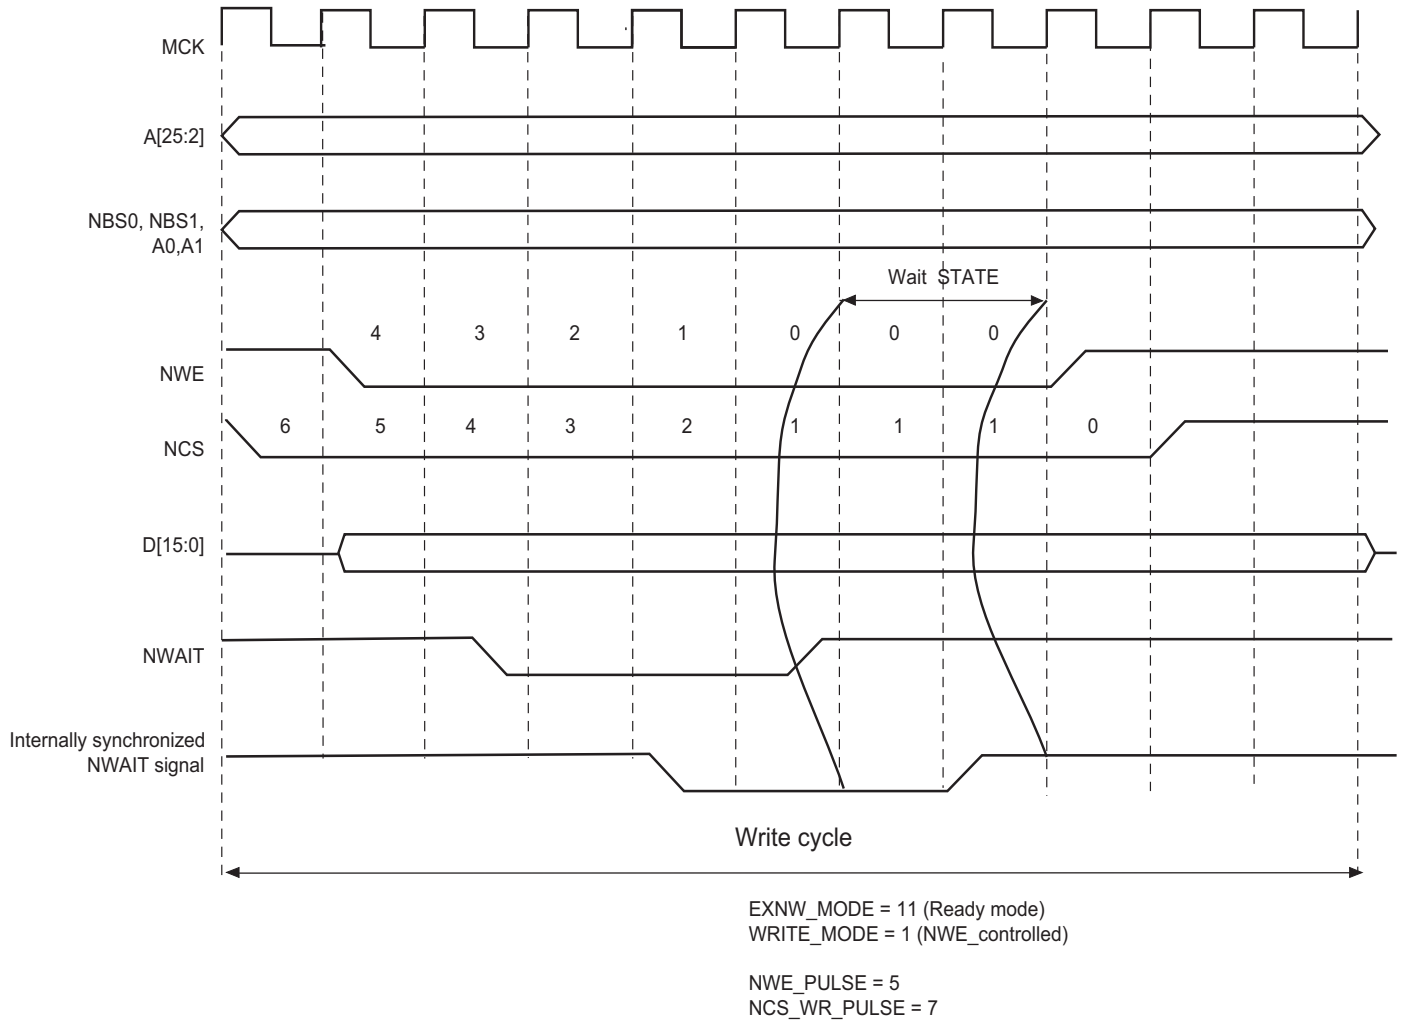 MCK
A[25:2]
NBS0, NBS1,
A0,A1
Wait STATE
4 3 2 1 0 0 0
NWE
6 5 4 3 2 1 1 1 0
NCS
D[15:0]
NWAIT
Internally synchronized
NWAIT signal
Write cycle
EXNW_MODE = 11 (Ready mode)
WRITE_MODE = 1 (NWE_controlled)
NWE_PULSE = 5
NCS_WR_PULSE = 7